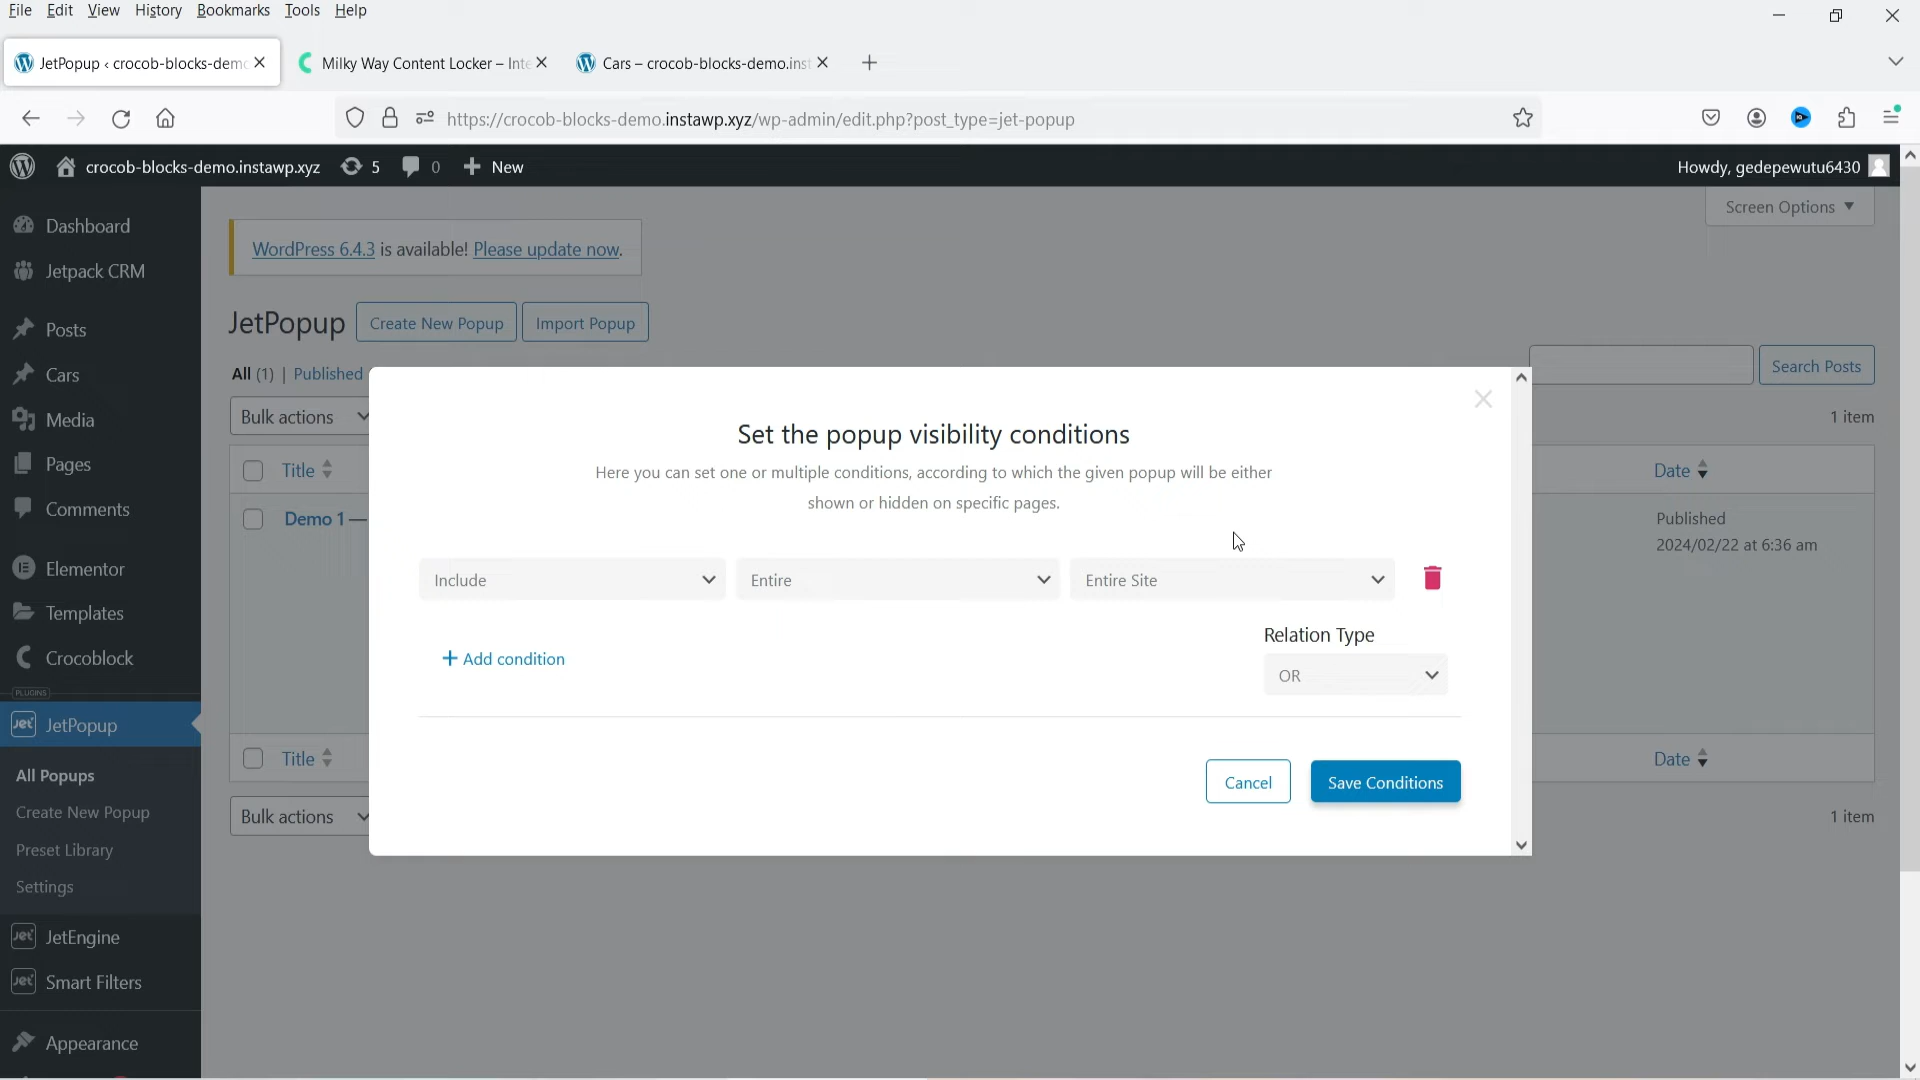 File Edit View History Bookmarks Tools Help
JetPopup ‹ crocob-blocks-demo
Milky Way Content Locker – Inte
Cars – crocob-blocks-demo.inst
https://crocob-blocks-demo.instawp.xyz/wp-admin/edit.php?post_type=jet-popup
crocob-blocks-demo.instawp.xyz 5 0 New
Howdy, gedepewutu6430
Screen Options
Dashboard
Jetpack CRM
Posts
Cars
Media
Pages
Comments
Elementor
Templates
Crocoblock
PLUGINS
Jet JetPopup
All Popups
Create New Popup
Preset Library
Settings
Jet JetEngine
Jet Smart Filters
Appearance
WordPress 6.4.3 is available! Please update now.
JetPopup Create New Popup Import Popup
All (1) | Published
Search Posts
Bulk actions
1 item
Title
Date
Demo 1 —
Published
2024/02/22 at 6:36 am
Title
Date
Bulk actions
1 item
Set the popup visibility conditions
Here you can set one or multiple conditions, according to which the given popup will be either
shown or hidden on specific pages.
Include Entire Entire Site
+ Add condition
Relation Type
OR
Cancel Save Conditions